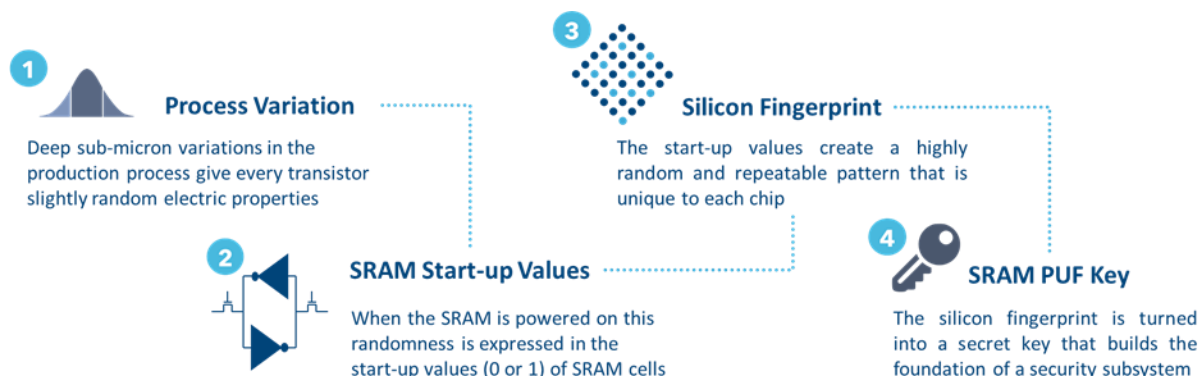 1
Process Variation
Deep sub-micron variations in the
production process give every transistor
slightly random electric properties
2
SRAM Start-up Values
When the SRAM is powered on this
randomness is expressed in the
start-up values (0 or 1) of SRAM cells
3
Silicon Fingerprint
The start-up values create a highly
random and repeatable pattern that is
unique to each chip
4
SRAM PUF Key
The silicon fingerprint is turned
into a secret key that builds the
foundation of a security subsystem